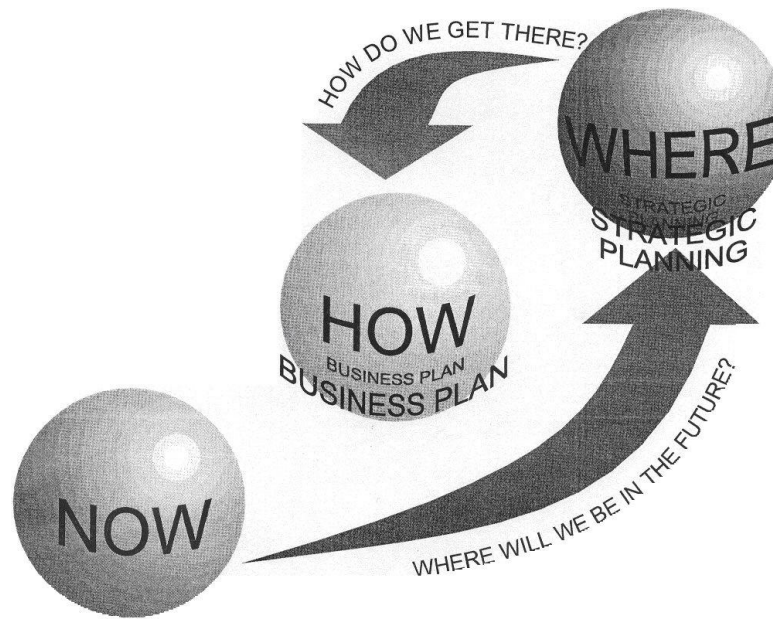 HOW DO WE GET THERE?
WHERE
STRATEGIC
PLANNING
STRATEGIC
PLANNING
HOW
BUSINESS PLAN
BUSINESS PLAN
NOW
WHERE WILL WE BE IN THE FUTURE?